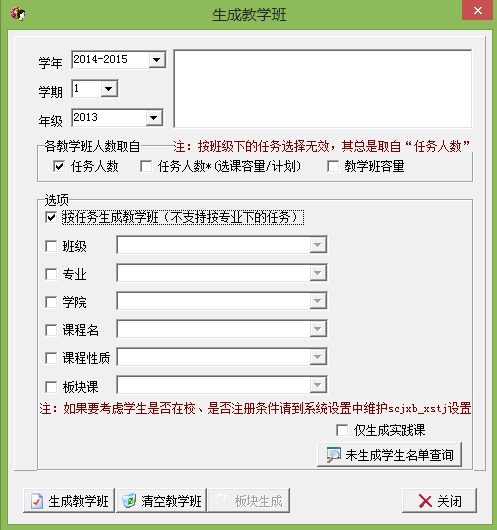 生成教学班
学年 2014-2015
学期 1
年级 2013
各教学班人数取自 注：按班级下的任务选择无效，其总是取自“任务人数”
任务人数 任务人数*(选课容量/计划) 教学班容量
选项
按任务生成教学班（不支持按专业下的任务）
班级
专业
学院
课程名
课程性质
板块课
注：如果要考虑学生是否在校、是否注册条件请到系统设置中维护scjxb_xstj设置
仅生成实践课
未生成学生名单查询
生成教学班 清空教学班 板块生成 关闭